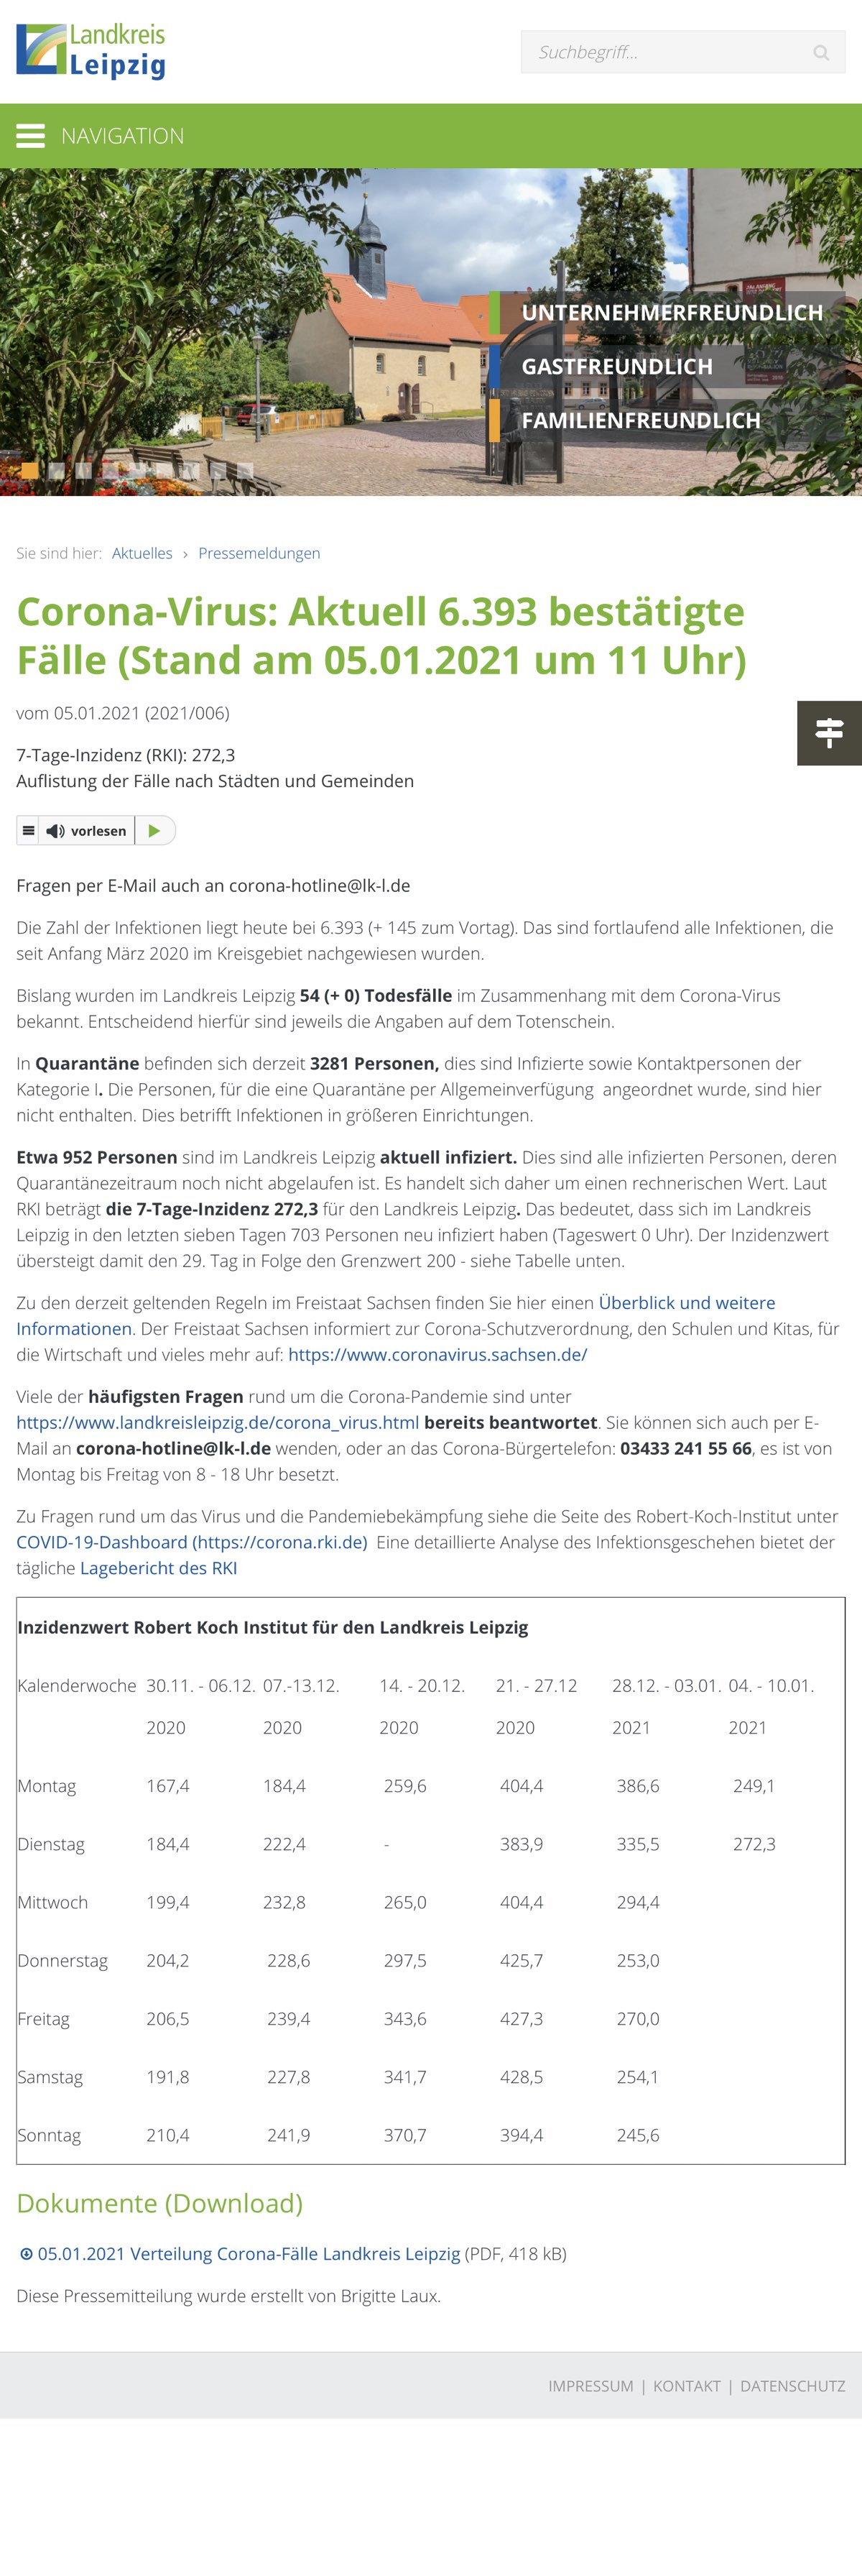 Landkreis
Leipzig
Suchbegriff...
NAVIGATION
UNTERNEHMERFREUNDLICH
GASTFREUNDLICH
FAMILIENFREUNDLICH
Sie sind hier: Aktuelles › Pressemeldungen
Corona-Virus: Aktuell 6.393 bestätigte
Fälle (Stand am 05.01.2021 um 11 Uhr)
vom 05.01.2021 (2021/006)
7-Tage-Inzidenz (RKI): 272,3
Auflistung der Fälle nach Städten und Gemeinden
vorlesen
Fragen per E-Mail auch an corona-hotline@lk-l.de
Die Zahl der Infektionen liegt heute bei 6.393 (+ 145 zum Vortag). Das sind fortlaufend alle Infektionen, die
seit Anfang März 2020 im Kreisgebiet nachgewiesen wurden.
Bislang wurden im Landkreis Leipzig 54 (+ 0) Todesfälle im Zusammenhang mit dem Corona-Virus
bekannt. Entscheidend hierfür sind jeweils die Angaben auf dem Totenschein.
In Quarantäne befinden sich derzeit 3281 Personen, dies sind Infizierte sowie Kontaktpersonen der
Kategorie I. Die Personen, für die eine Quarantäne per Allgemeinverfügung angeordnet wurde, sind hier
nicht enthalten. Dies betrifft Infektionen in größeren Einrichtungen.
Etwa 952 Personen sind im Landkreis Leipzig aktuell infiziert. Dies sind alle infizierten Personen, deren
Quarantänezeitraum noch nicht abgelaufen ist. Es handelt sich daher um einen rechnerischen Wert. Laut
RKI beträgt die 7-Tage-Inzidenz 272,3 für den Landkreis Leipzig. Das bedeutet, dass sich im Landkreis
Leipzig in den letzten sieben Tagen 703 Personen neu infiziert haben (Tageswert 0 Uhr). Der Inzidenzwert
übersteigt damit den 29. Tag in Folge den Grenzwert 200 - siehe Tabelle unten.
Zu den derzeit geltenden Regeln im Freistaat Sachsen finden Sie hier einen Überblick und weitere
Informationen. Der Freistaat Sachsen informiert zur Corona-Schutzverordnung, den Schulen und Kitas, für
die Wirtschaft und vieles mehr auf: https://www.coronavirus.sachsen.de/
Viele der häufigsten Fragen rund um die Corona-Pandemie sind unter
https://www.landkreisleipzig.de/corona_virus.html bereits beantwortet. Sie können sich auch per E-
Mail an corona-hotline@lk-l.de wenden, oder an das Corona-Bürgertelefon: 03433 241 55 66, es ist von
Montag bis Freitag von 8 - 18 Uhr besetzt.
Zu Fragen rund um das Virus und die Pandemiebekämpfung siehe die Seite des Robert-Koch-Institut unter
COVID-19-Dashboard (https://corona.rki.de) Eine detaillierte Analyse des Infektionsgeschehen bietet der
tägliche Lagebericht des RKI
Inzidenzwert Robert Koch Institut für den Landkreis Leipzig
Kalenderwoche 30.11. - 06.12. 07.-13.12. 14. - 20.12. 21. - 27.12 28.12. - 03.01. 04. - 10.01.
2020 2020 2020 2020 2021 2021
Montag 167,4 184,4 259,6 404,4 386,6 249,1
Dienstag 184,4 222,4 - 383,9 335,5 272,3
Mittwoch 199,4 232,8 265,0 404,4 294,4
Donnerstag 204,2 228,6 297,5 425,7 253,0
Freitag 206,5 239,4 343,6 427,3 270,0
Samstag 191,8 227,8 341,7 428,5 254,1
Sonntag 210,4 241,9 370,7 394,4 245,6
Dokumente (Download)
05.01.2021 Verteilung Corona-Fälle Landkreis Leipzig (PDF, 418 kB)
Diese Pressemitteilung wurde erstellt von Brigitte Laux.
IMPRESSUM | KONTAKT | DATENSCHUTZ